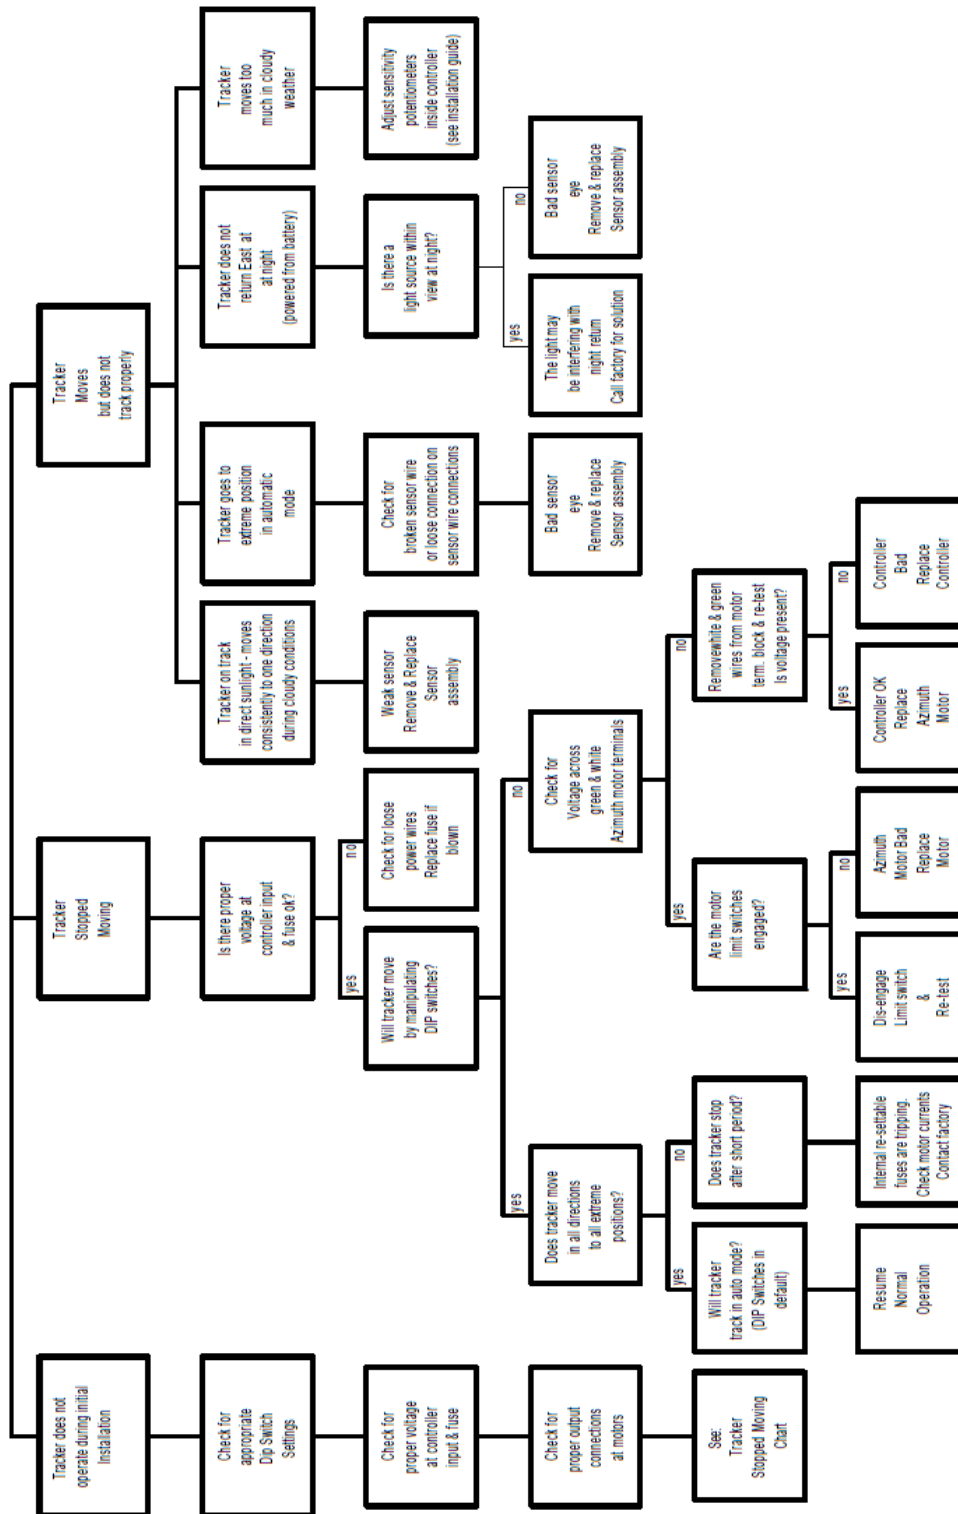 Tracker does not
operate during initial
Installation
Check for
appropriate
Dip Switch
Settings
Check for
proper voltage
at controller
input & fuse
Check for
proper output
connections
at motors
See:
Tracker
Stopped Moving
Chart
Tracker
Stopped
Moving
Is there proper
voltage at
controller input
& fuse ok?
yes
no
Will tracker move
by manipulating
DIP switches?
Check for loose
power wires
Replace fuse if
blown
yes
no
Does tracker move
in all directions
to all extreme
positions?
yes
no
Will tracker
track in auto mode?
(DIP Switches in
default)
Resume
Normal
Operation
Does tracker stop
after short period?
Internal re-settable
fuses are tripping.
Check motor currents
Contact factory
Check for
Voltage across
green & white
Azimuth motor terminals
yes
no
Are the motor
limit switches
engaged?
yes
no
Dis-engage
Limit switch
&
Re-test
Azimuth
Motor Bad
Replace
Motor
Removewhite & green
wires from motor
term. block & re-test
Is voltage present?
yes
no
Controller OK
Replace
Azimuth
Motor
Controller
Bad
Replace
Controller
Tracker
Moves
but does not
track properly
Tracker on track
in direct sunlight - moves
consistently to one direction
during cloudy conditions
Weak sensor
Remove & Replace
Sensor
assembly
Tracker goes to
extreme position
in automatic
mode
Check for
broken sensor wire
or loose connection on
sensor wire connections
Bad sensor
eye
Remove & replace
Sensor assembly
Tracker does not
return East at
at night
(powered from battery)
Is there a
light source within
view at night?
yes
no
The light may
be interfering with
night return
Call factory for solution
Bad sensor
eye
Remove & replace
Sensor assembly
Tracker
moves too
much in cloudy
weather
Adjust sensitivity
potentiometers
inside controller
(see installation guide)